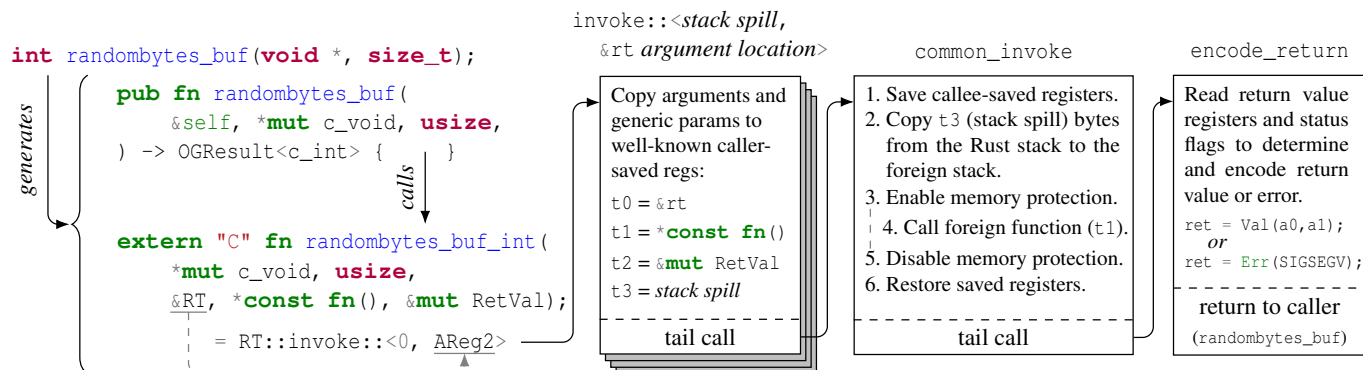 int randombytes_buf(void *, size_t);
generates
pub fn randombytes_buf(
&self, *mut c_void, usize,
) -> OGResult<c_int> { }
calls
extern "C" fn randombytes_buf_int(
*mut c_void, usize,
&RT, *const fn(), &mut RetVal);
= RT::invoke::<0, AReg2>
invoke::<stack spill,
&rt argument location>
Copy arguments and
generic params to
well-known caller-
saved regs:
t0 = &rt
t1 = *const fn()
t2 = &mut RetVal
t3 = stack spill
tail call
common_invoke
1. Save callee-saved registers.
2. Copy t3 (stack spill) bytes
from the Rust stack to the
foreign stack.
3. Enable memory protection.
4. Call foreign function (t1).
5. Disable memory protection.
6. Restore saved registers.
tail call
encode_return
Read return value
registers and status
flags to determine
and encode return
value or error.
ret = Val(a0,a1);
or
ret = Err(SIGSEGV);
return to caller
(randombytes_buf)